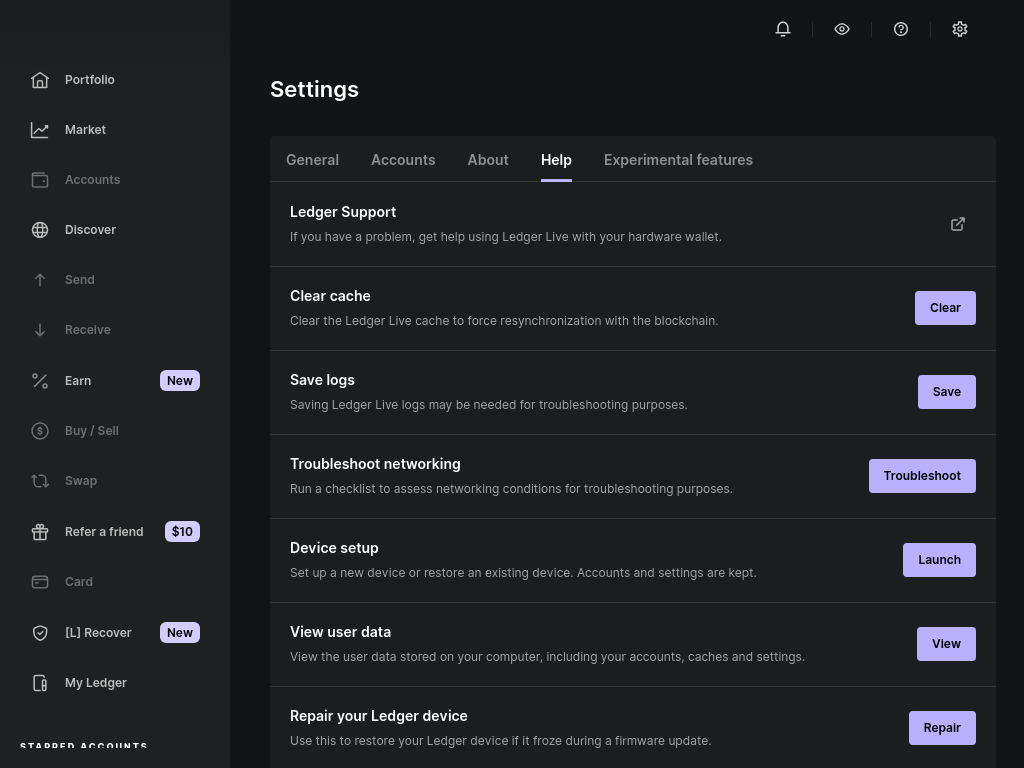 Portfolio
Market
Accounts
Discover
Send
Receive
Earn New
Buy / Sell
Swap
Refer a friend $10
Card
[L] Recover New
My Ledger
STARRED ACCOUNTS
Settings
General Accounts About Help Experimental features
Ledger Support
If you have a problem, get help using Ledger Live with your hardware wallet.
Clear cache
Clear the Ledger Live cache to force resynchronization with the blockchain.
Clear
Save logs
Saving Ledger Live logs may be needed for troubleshooting purposes.
Save
Troubleshoot networking
Run a checklist to assess networking conditions for troubleshooting purposes.
Troubleshoot
Device setup
Set up a new device or restore an existing device. Accounts and settings are kept.
Launch
View user data
View the user data stored on your computer, including your accounts, caches and settings.
View
Repair your Ledger device
Use this to restore your Ledger device if it froze during a firmware update.
Repair